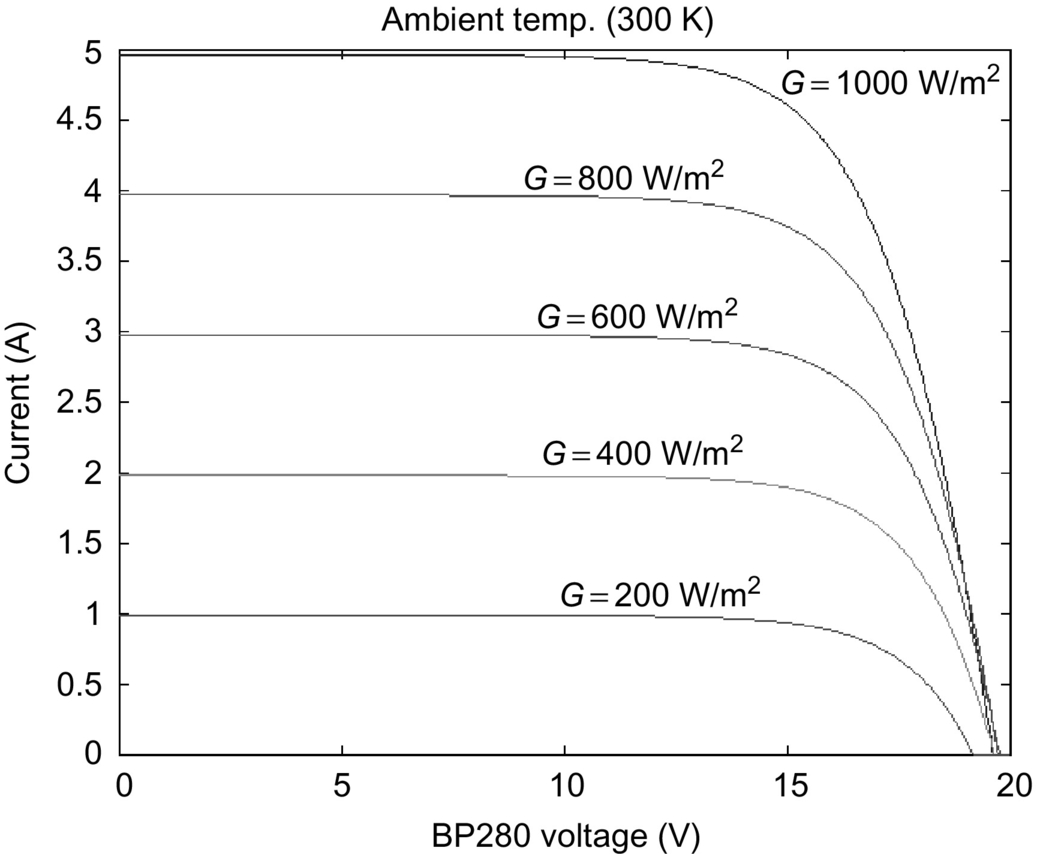 Ambient temp. (300 K)
5
G = 1000 W/m2
4.5
G = 800 W/m2
4
3.5
G = 600 W/m2
3
Current (A)
2.5
G = 400 W/m2
2
1.5
G = 200 W/m2
1
0.5
0
0 5 10 15 20
BP280 voltage (V)